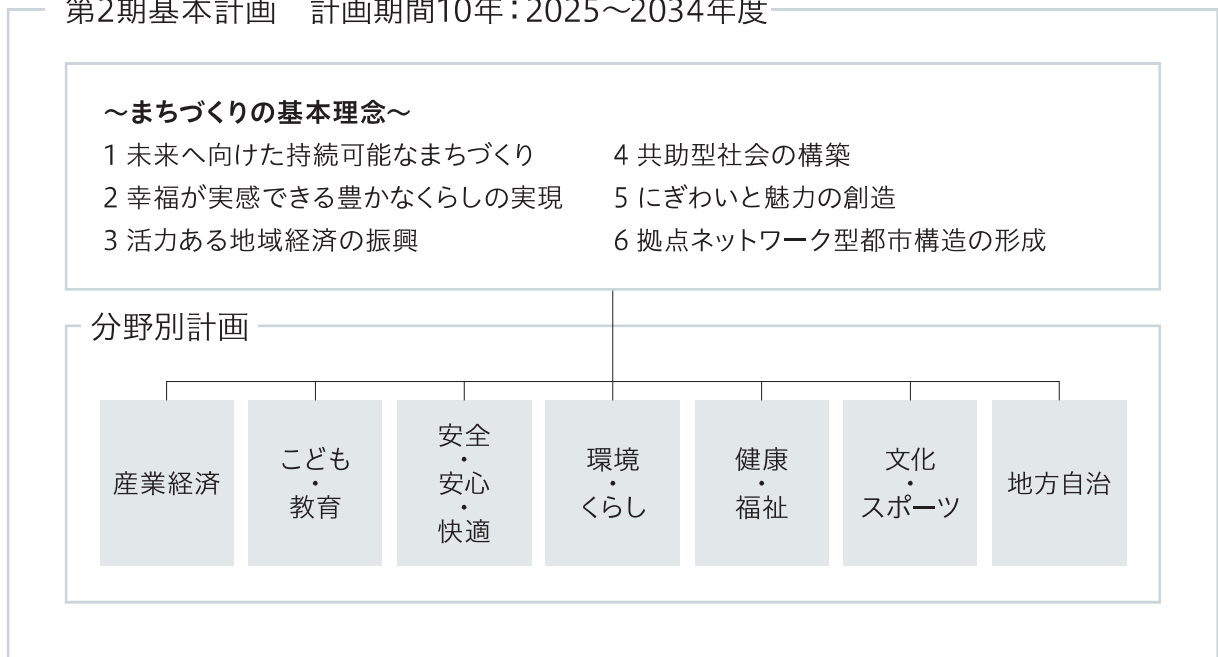 第2期基本計画　計画期間10年：2025〜2034年度
〜まちづくりの基本理念〜
1 未来へ向けた持続可能なまちづくり
2 幸福が実感できる豊かなくらしの実現
3 活力ある地域経済の振興
4 共助型社会の構築
5 にぎわいと魅力の創造
6 拠点ネットワーク型都市構造の形成
分野別計画
産業経済
こども
・
教育
安全
・
安心
・
快適
環境
・
くらし
健康
・
福祉
文化
・
スポーツ
地方自治